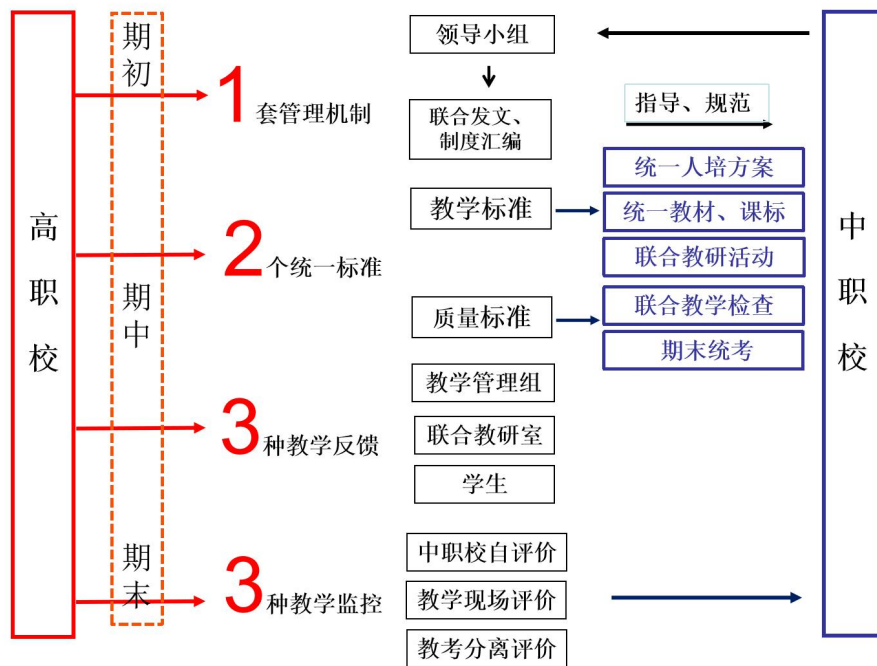 高职校
期初
期中
期末
1套管理机制
2个统一标准
3种教学反馈
3种教学监控
领导小组
联合发文、
制度汇编
教学标准
质量标准
教学管理组
联合教研室
学生
中职校自评价
教学现场评价
教考分离评价
指导、规范
统一人培方案
统一教材、课标
联合教研活动
联合教学检查
期末统考
中职校